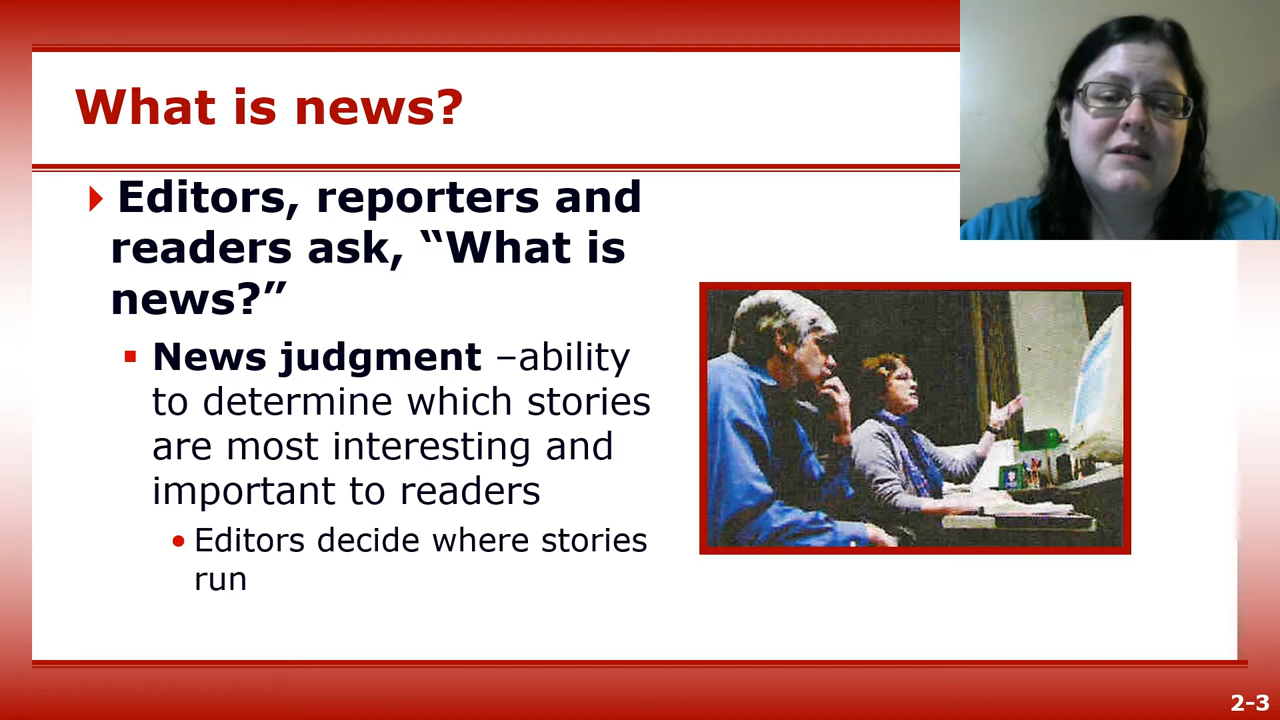 What is news?
Editors, reporters and
readers ask, “What is
news?”
News judgment –ability
to determine which stories
are most interesting and
important to readers
Editors decide where stories
run
2-3